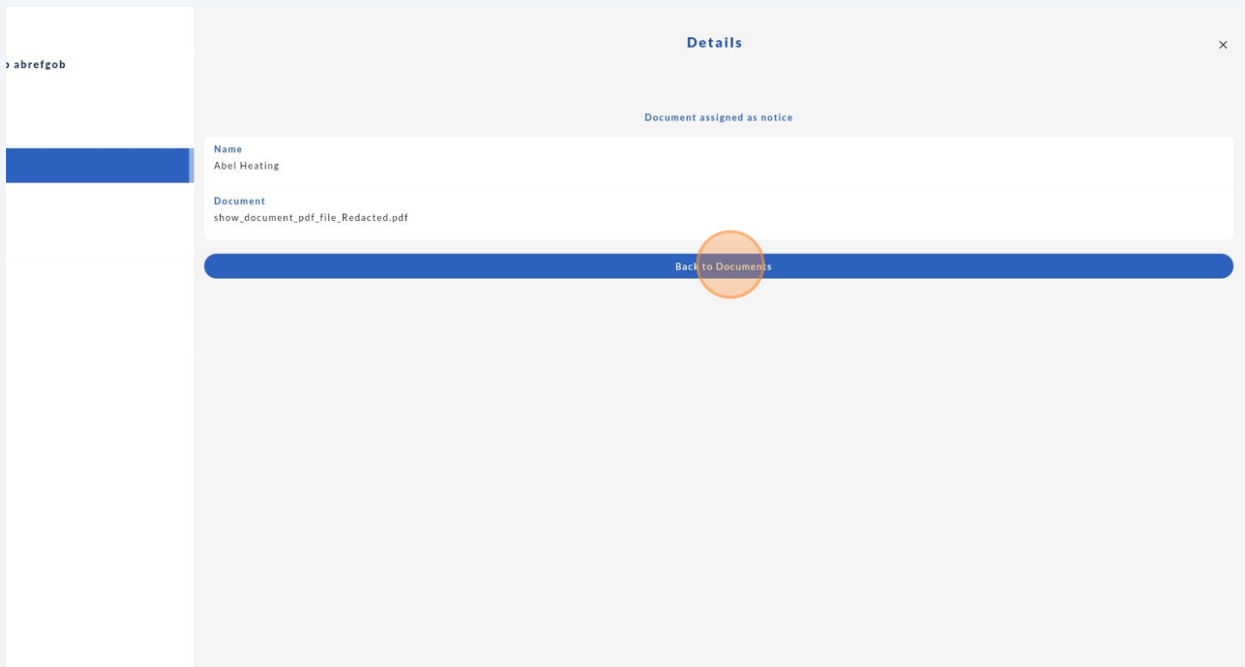 Details
abrefgob
Document assigned as notice
Name
Abel Heating
Document
show_document_pdf_file_Redacted.pdf
Back to Documents